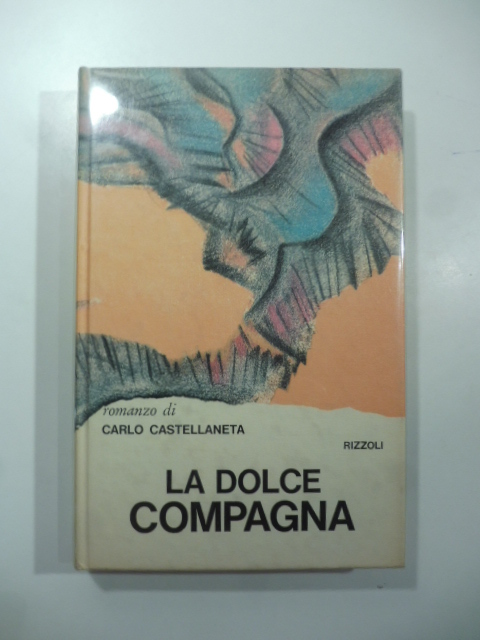 romanzo di
CARLO CASTELLANETA
RIZZOLI
LA DOLCE
COMPAGNA